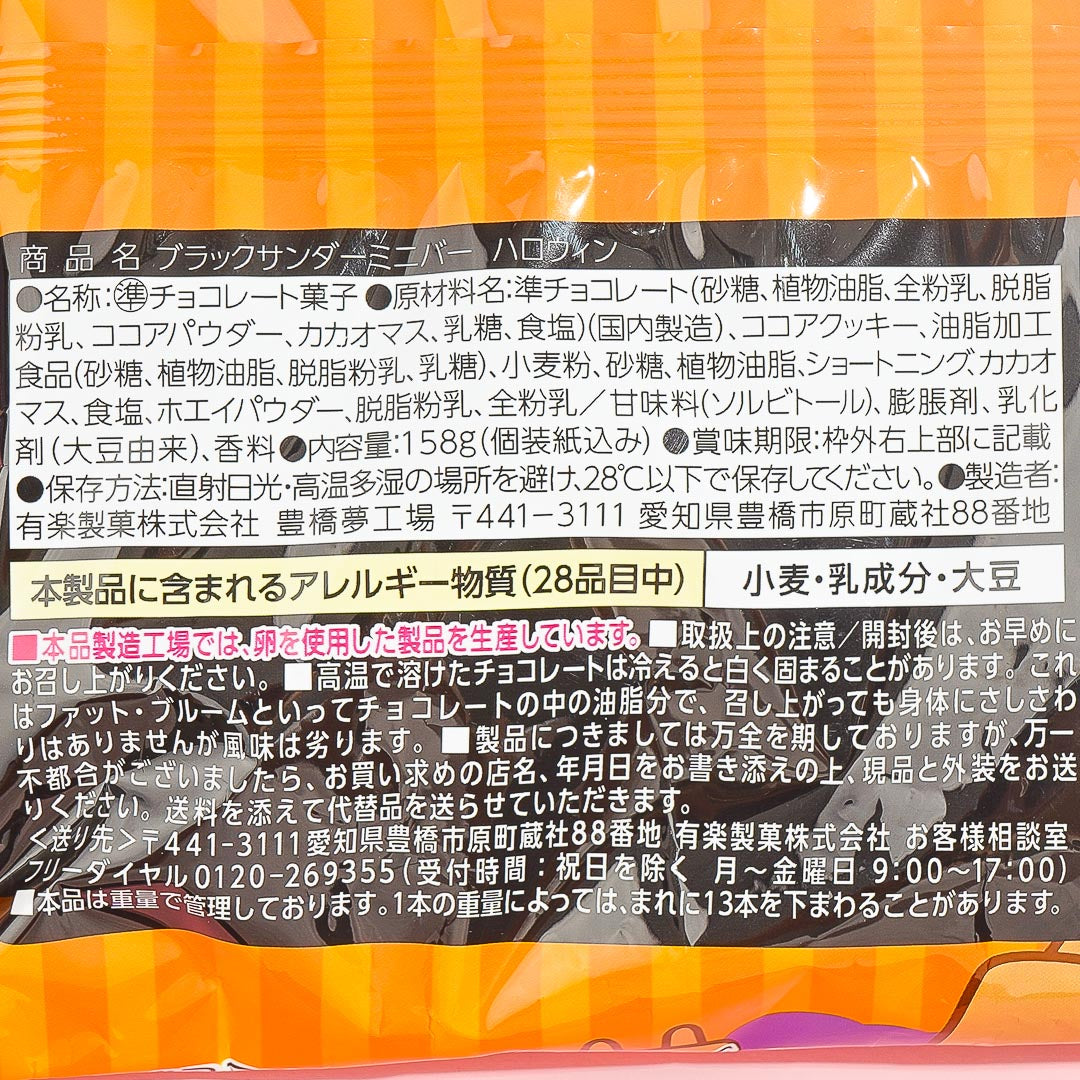 商品名 ブラックサンダーミニバー ハロウィン
●名称:㊟チョコレート菓子 ●原材料名:準チョコレート(砂糖、植物油脂、全粉乳、脱脂
粉乳、ココアパウダー、カカオマス、乳糖、食塩)(国内製造)、ココアクッキー、油脂加工
食品(砂糖、植物油脂、脱脂粉乳、乳糖)、小麦粉、砂糖、植物油脂、ショートニング、カカオ
マス、食塩、ホエイパウダー、脱脂粉乳、全粉乳/甘味料(ソルビトール)、膨脹剤、乳化
剤(大豆由来)、香料 ●内容量:158g(個装紙込み) ●賞味期限:枠外右上部に記載
●保存方法:直射日光・高温多湿の場所を避け、28℃以下で保存してください。●製造者:
有楽製菓株式会社 豊橋夢工場 〒441-3111 愛知県豊橋市原町蔵社88番地
本製品に含まれるアレルギー物質(28品目中) 小麦・乳成分・大豆
■本品製造工場では、卵を使用した製品を生産しています。■取扱上の注意/開封後は、お早めに
お召し上がりください。■高温で溶けたチョコレートは冷えると白く固まることがあります。これ
はファット・ブルームといってチョコレートの中の油脂分で、召し上がっても身体にさしさわ
りはありませんが風味は劣ります。■製品につきましては万全を期しておりますが、万一
不都合がございましたら、お買い求めの店名、年月日をお書き添えの上、現品と外装をお送
りください。送料を添えて代替品を送らせていただきます。
<送り先>〒441-3111愛知県豊橋市原町蔵社88番地 有楽製菓株式会社 お客様相談室
フリーダイヤル0120-269355(受付時間:祝日を除く 月~金曜日 9:00~17:00)
■本品は重量で管理しております。1本の重量によっては、まれに13本を下まわることがあります。